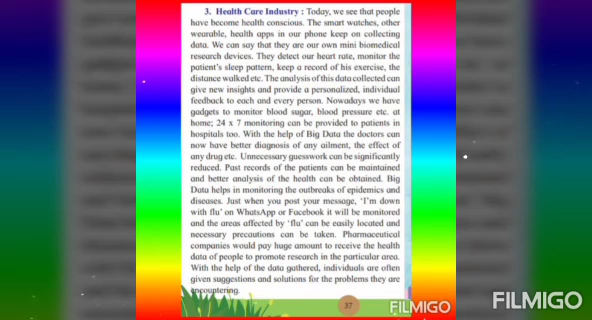 3. Health Care Industry : Today, we see that people
have become health conscious. The smart watches, other
wearable, health apps in our phone keep on collecting
data. We can say that they are our own mini biomedical
research devices. They detect our heart rate, monitor the
patient's sleep pattern, keep a record of his exercise, the
distance walked etc. The analysis of this data collected can
give new insights and provide a personalized, individual
feedback to each and every person. Nowadays we have
gadgets to monitor blood sugar, blood pressure etc. at
home; 24 x 7 monitoring can be provided to patients in
hospitals too. With the help of Big Data the doctors can
now have better diagnosis of any ailment, the effect of
any drug etc. Unnecessary guesswork can be significantly
reduced. Past records of the patients can be maintained
and better analysis of the health can be obtained. Big
Data helps in monitoring the outbreaks of epidemics and
diseases. Just when you post your message, 'I'm down
with flu' on WhatsApp or Facebook it will be monitored
and the areas affected by 'flu' can be easily located and
necessary precautions can be taken. Pharmaceutical
companies would pay huge amount to receive the health
data of people to promote research in the particular area.
With the help of the data gathered, individuals are often
given suggestions and solutions for the problems they are
encountering.
37
FILMIGO
FILMIGO